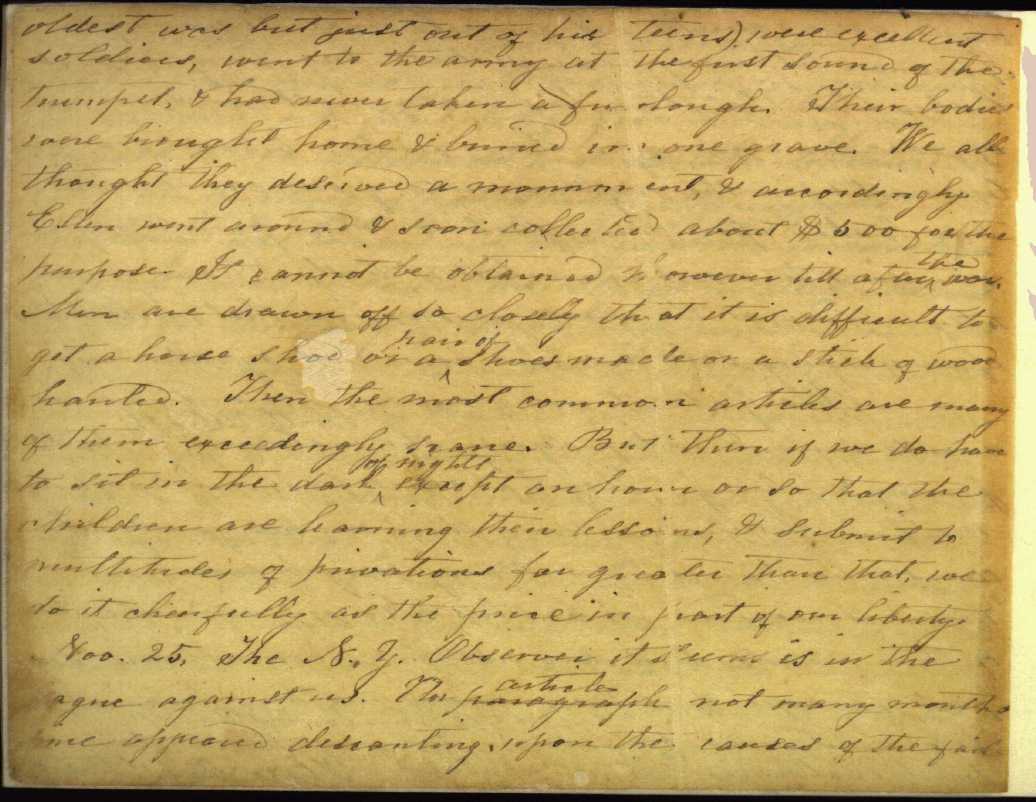 oldest was but just out of his teens), were excellent
soldiers, went to the army at the first sound of the
trumpet, & had never taken a furlough. Their bodies
were brought home & buried in one grave. We all
thought they deserved a monument, & accordingly
went around & soon collected about $500 for the
purpose. It cannot be obtained however till after the war.
Men are drawn off so closely that it is difficult to
get a horse shod or a pair of shoes made or a stick of wood
hauled. Then the most common articles are many
of them exceedingly scarce. But then if we do have
to sit in the dark of nights except an hour or so that the
children are learning their lessons, & submit to
multitudes of privations far greater than that, we
do it cheerfully as the price in part of our liberty.
Nov. 25, The N. Y. Observer it seems is in the
league against us. An paragraph article not many months
since appeared descanting upon the causes of the fail